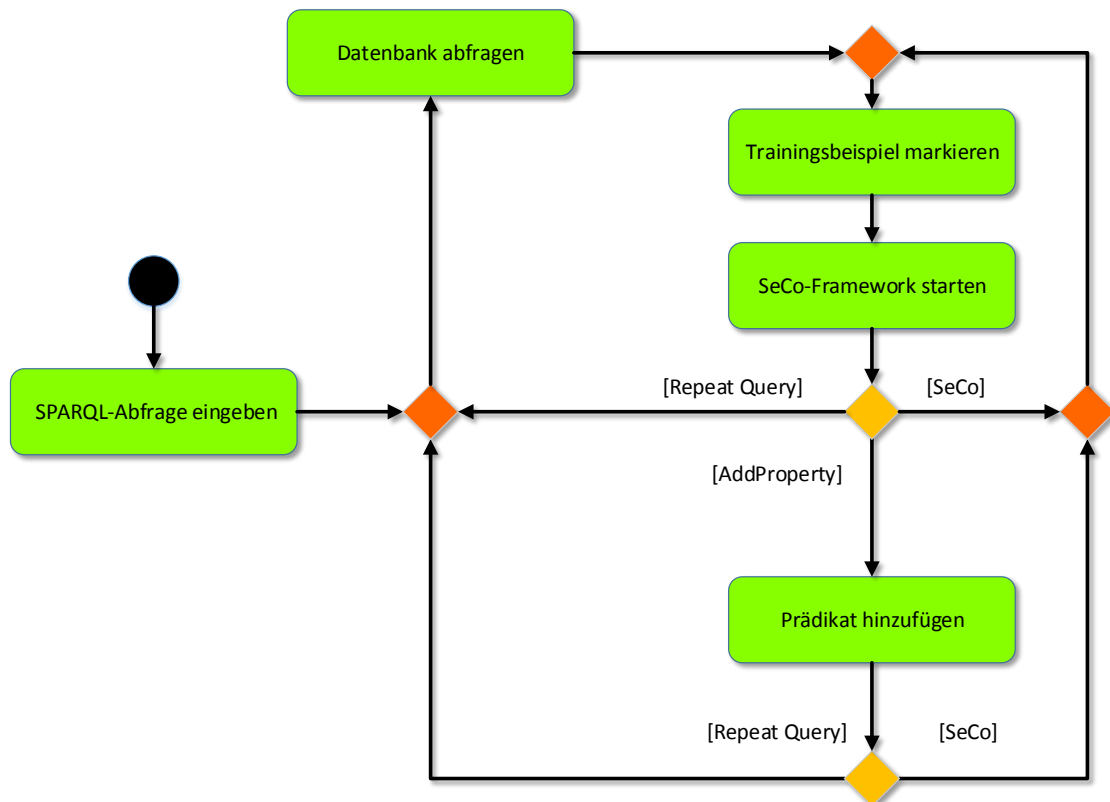 Datenbank abfragen
Trainingsbeispiel markieren
SeCo-Framework starten
SPARQL-Abfrage eingeben
[Repeat Query]
[SeCo]
[AddProperty]
Prädikat hinzufügen
[Repeat Query]
[SeCo]